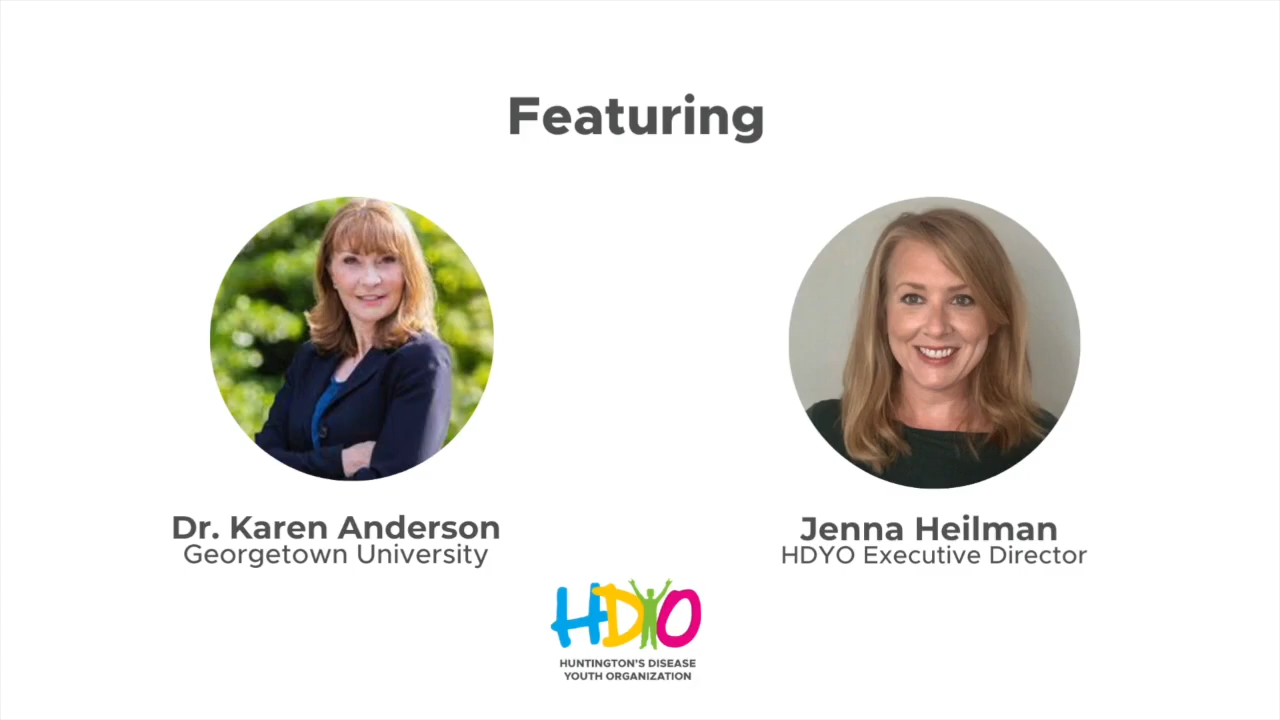 Featuring
Dr. Karen Anderson
Georgetown University
Jenna Heilman
HDYO Executive Director
HDYO
HUNTINGTON'S DISEASE
YOUTH ORGANIZATION